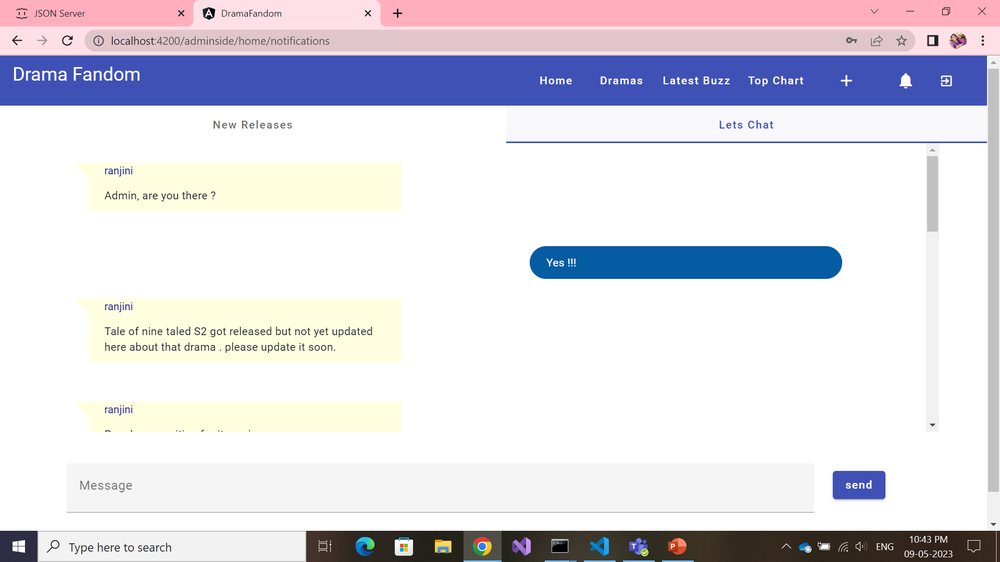 JSON Server
DramaFandom
localhost:4200/adminside/home/notifications
Drama Fandom
Home
Dramas
Latest Buzz
Top Chart
New Releases
Lets Chat
ranjini
Admin, are you there ?
Yes !!!
ranjini
Tale of nine taled S2 got released but not yet updated
here about that drama . please update it soon.
ranjini
Message
send
Type here to search
ENG
10:43 PM
09-05-2023